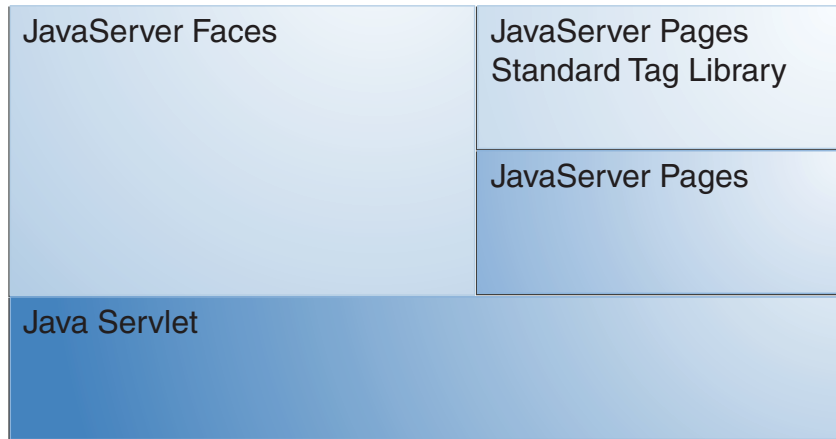 JavaServer Faces
JavaServer Pages
Standard Tag Library
JavaServer Pages
Java Servlet